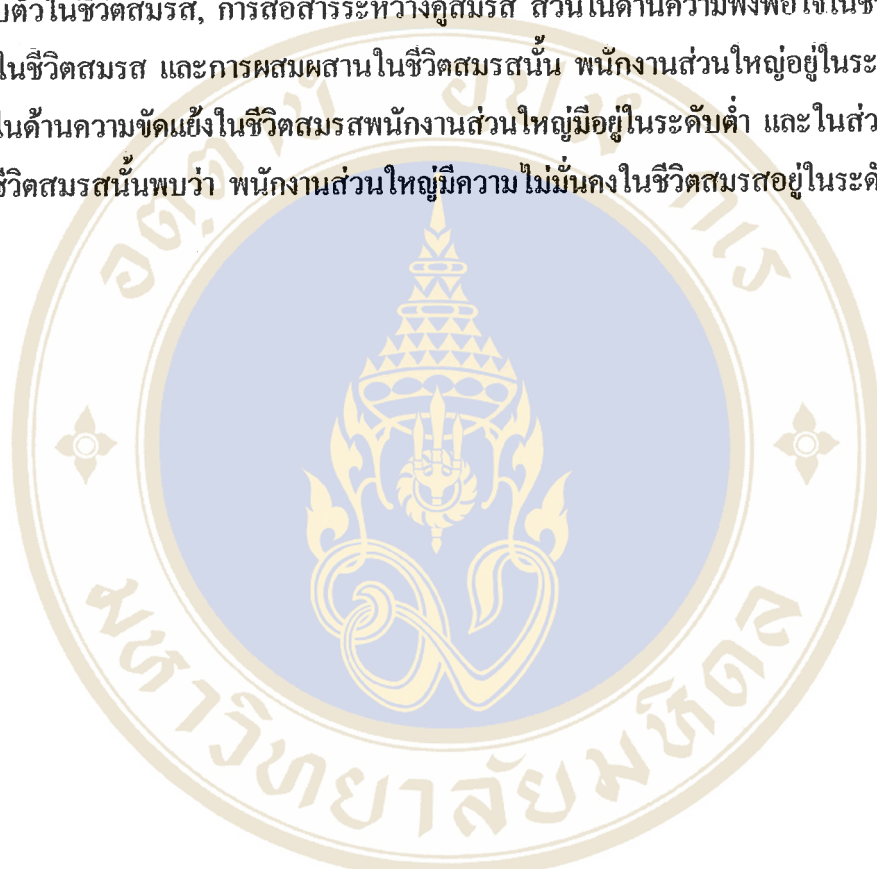 บตัวในชีวิตสมรส, การสื่อสารระหว่างคู่สมรส ส่วนในด้านความพึงพอใจในชี
ในชีวิตสมรส และการผสมผสานในชีวิตสมรสนั้น พนักงานส่วนใหญ่อยู่ในระ
นด้านความขัดแย้งในชีวิตสมรสพนักงานส่วนใหญ่มีอยู่ในระดับต่ำ และในส่ว
ชีวิตสมรสนั้นพบว่า พนักงานส่วนใหญ่มีความไม่มั่นคงในชีวิตสมรสอยู่ในระดั
อตฺตานํ อุปมํ กเร
มหาวิทยาลัยมหิดล